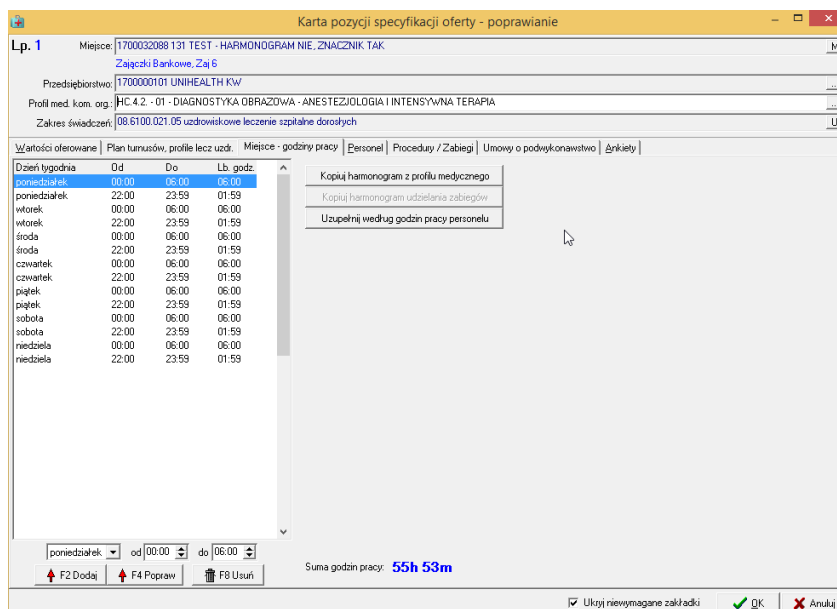 Karta pozycji specyfikacji oferty - poprawianie
Lp. 1 Miejsce: 1700032088 131 TEST - HARMONOGRAM NIE, ZNACZNIK TAK M
Zajączki Bankowe, Zaj 6
Przedsiębiorstwo: 1700000101 UNIHEALTH KW ...
Profil med. kom. org.: HC.4.2. - 01 - DIAGNOSTYKA OBRAZOWA - ANESTEZJOLOGIA I INTENSYWNA TERAPIA ...
Zakres świadczeń: 08.6100.021.05 uzdrowiskowe leczenie szpitalne dorosłych U
Wartości oferowane Plan turnusów, profile lecz uzdr. Miejsce - godziny pracy Personel Procedury / Zabiegi Umowy o podwykonawstwo Ankiety
Dzień tygodnia Od Do Lb. godz.
poniedziałek 00:00 06:00 06:00
poniedziałek 22:00 23:59 01:59
wtorek 00:00 06:00 06:00
wtorek 22:00 23:59 01:59
środa 00:00 06:00 06:00
środa 22:00 23:59 01:59
czwartek 00:00 06:00 06:00
czwartek 22:00 23:59 01:59
piątek 00:00 06:00 06:00
piątek 22:00 23:59 01:59
sobota 00:00 06:00 06:00
sobota 22:00 23:59 01:59
niedziela 00:00 06:00 06:00
niedziela 22:00 23:59 01:59
Kopiuj harmonogram z profilu medycznego
Kopiuj harmonogram udzielania zabiegów
Uzupełnij według godzin pracy personelu
poniedziałek od 00:00 do 06:00
F2 Dodaj F4 Popraw F8 Usuń
Suma godzin pracy: 55h 53m
Ukryj niewymagane zakładki OK Anuluj